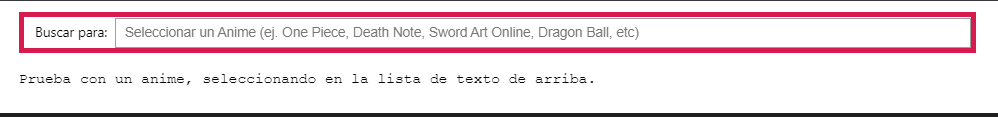 Buscar para: Seleccionar un Anime (ej. One Piece, Death Note, Sword Art Online, Dragon Ball, etc)
Prueba con un anime, seleccionando en la lista de texto de arriba.